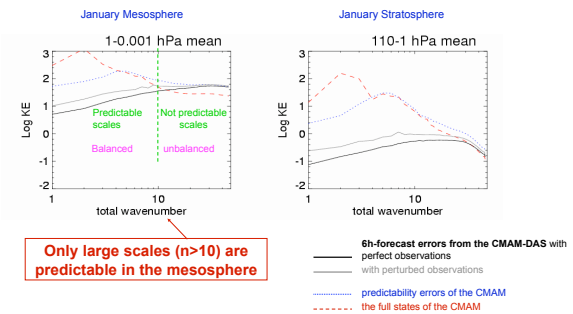 January Mesosphere
January Stratosphere
1-0.001 hPa mean
110-1 hPa mean
3
2
1
0
-1
-2
Log KE
Predictable scales
Not predictable scales
Balanced
unbalanced
1
10
total wavenumber
3
2
1
0
-1
-2
Log KE
1
10
total wavenumber
Only large scales (n>10) are
predictable in the mesosphere
6h-forecast errors from the CMAM-DAS with
perfect observations
with perturbed observations
predictability errors of the CMAM
the full states of the CMAM